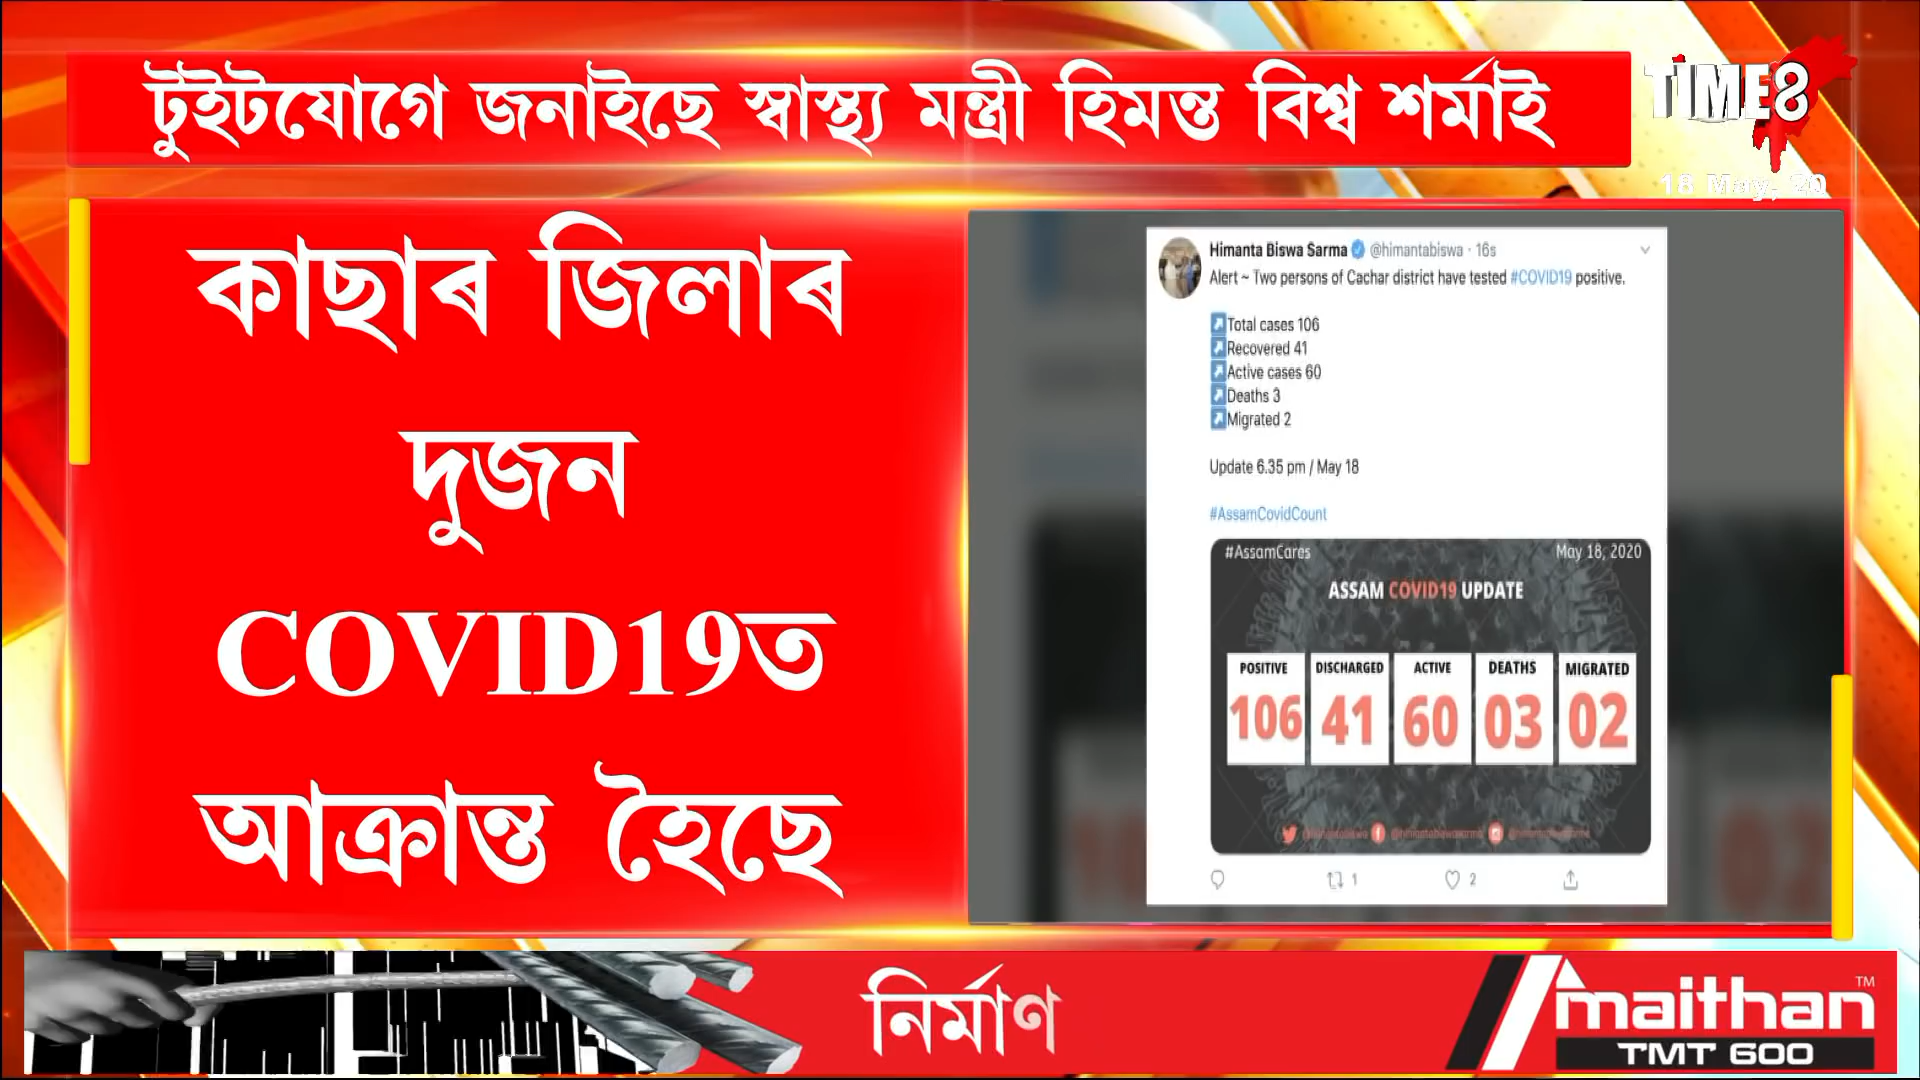 টুইটযোগে জনাইছে স্বাস্থ্য মন্ত্ৰী হিমন্ত বিশ্ব শৰ্মাই
TIME8
18 May, 20
কাছাৰ জিলাৰ
দুজন
COVID19ত
আক্ৰান্ত হৈছে
Himanta Biswa Sarma @himantabiswa · 16s
Alert ~ Two persons of Cachar district have tested #COVID19 positive.
Total cases 106
Recovered 41
Active cases 60
Deaths 3
Migrated 2
Update 6.35 pm / May 18
#AssamCovidCount
#AssamCares May 18, 2020
ASSAM COVID19 UPDATE
POSITIVE DISCHARGED ACTIVE DEATHS MIGRATED
106 41 60 03 02
@himantabiswa @himantabiswasarma @himantabiswasarma
1 2
নিৰ্মাণ
maithan TM
TMT 600